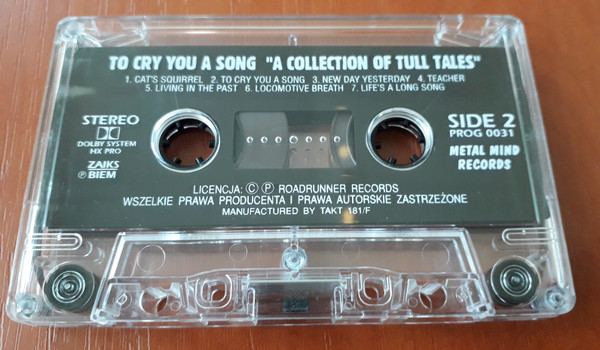 TO CRY YOU A SONG "A COLLECTION OF TULL TALES"
1. CAT'S SQUIRREL 2. TO CRY YOU A SONG 3. NEW DAY YESTERDAY 4. TEACHER
5. LIVING IN THE PAST 6. LOCOMOTIVE BREATH 7. LIFE'S A LONG SONG
STEREO
DOLBY SYSTEM
HX PRO
ZAIKS
Ⓟ BIEM
SIDE 2
PROG 0031
METAL MIND
RECORDS
LICENCJA: Ⓒ Ⓟ ROADRUNNER RECORDS
WSZELKIE PRAWA PRODUCENTA I PRAWA AUTORSKIE ZASTRZEŻONE
MANUFACTURED BY TAKT 181/F